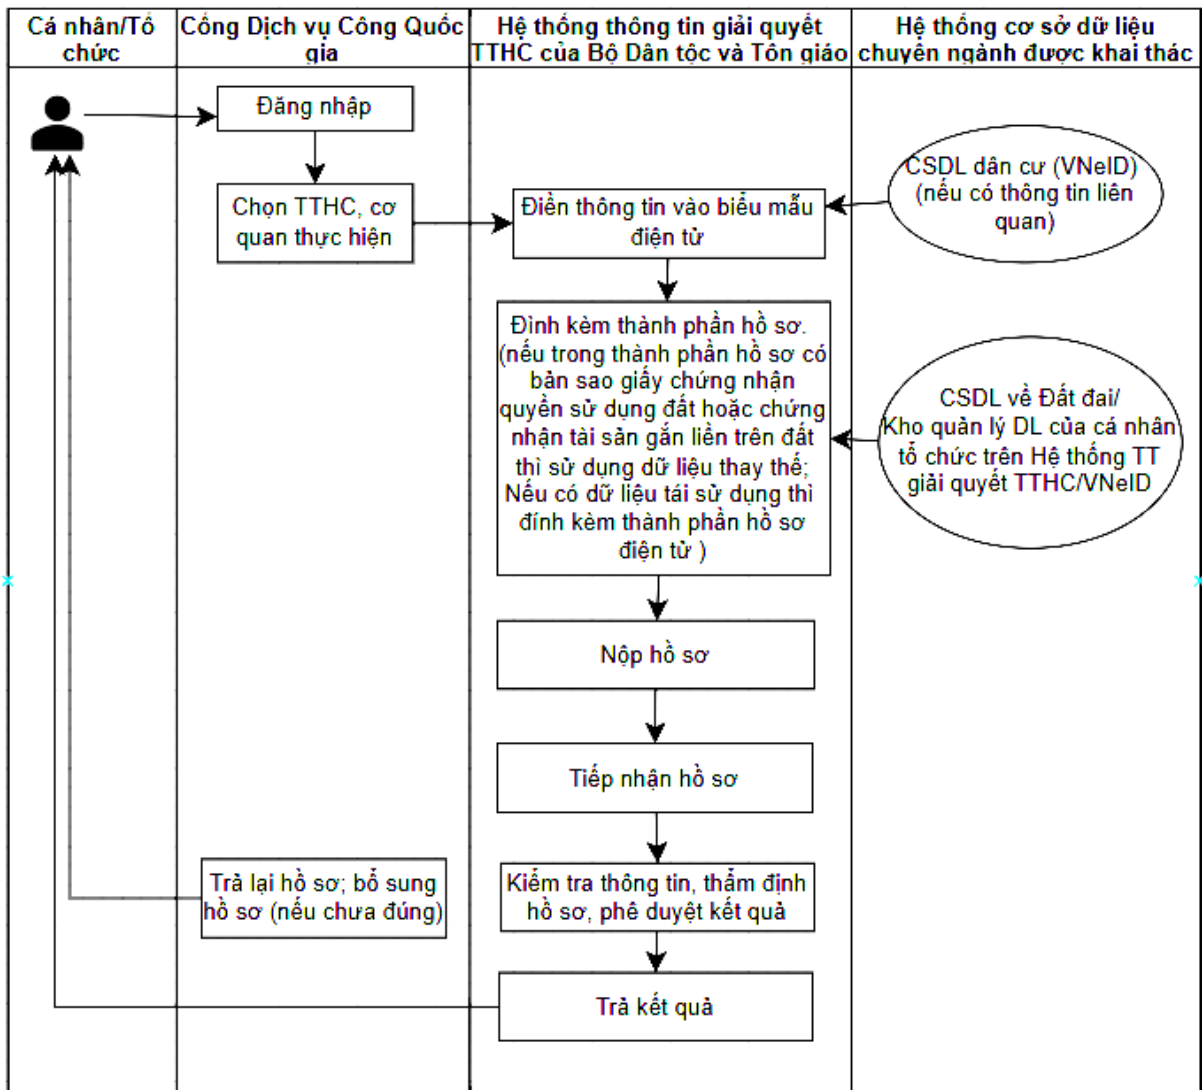 Cá nhân/Tổ
chức
Cổng Dịch vụ Công Quốc
gia
Hệ thống thông tin giải quyết
TTHC của Bộ Dân tộc và Tôn giáo
Hệ thống cơ sở dữ liệu
chuyên ngành được khai thác
Đăng nhập
Chọn TTHC, cơ
quan thực hiện
Điền thông tin vào biểu mẫu
điện tử
CSDL dân cư (VNeID)
(nếu có thông tin liên
quan)
Đính kèm thành phần hồ sơ.
(nếu trong thành phần hồ sơ có
bản sao giấy chứng nhận
quyền sử dụng đất hoặc chứng
nhận tài sản gắn liền trên đất
thì sử dụng dữ liệu thay thế;
Nếu có dữ liệu tái sử dụng thì
đính kèm thành phần hồ sơ
điện tử )
CSDL về Đất đai/
Kho quản lý DL của cá nhân
tổ chức trên Hệ thống TT
giải quyết TTHC/VNeID
Nộp hồ sơ
Tiếp nhận hồ sơ
Trả lại hồ sơ; bổ sung
hồ sơ (nếu chưa đúng)
Kiểm tra thông tin, thẩm định
hồ sơ, phê duyệt kết quả
Trả kết quả